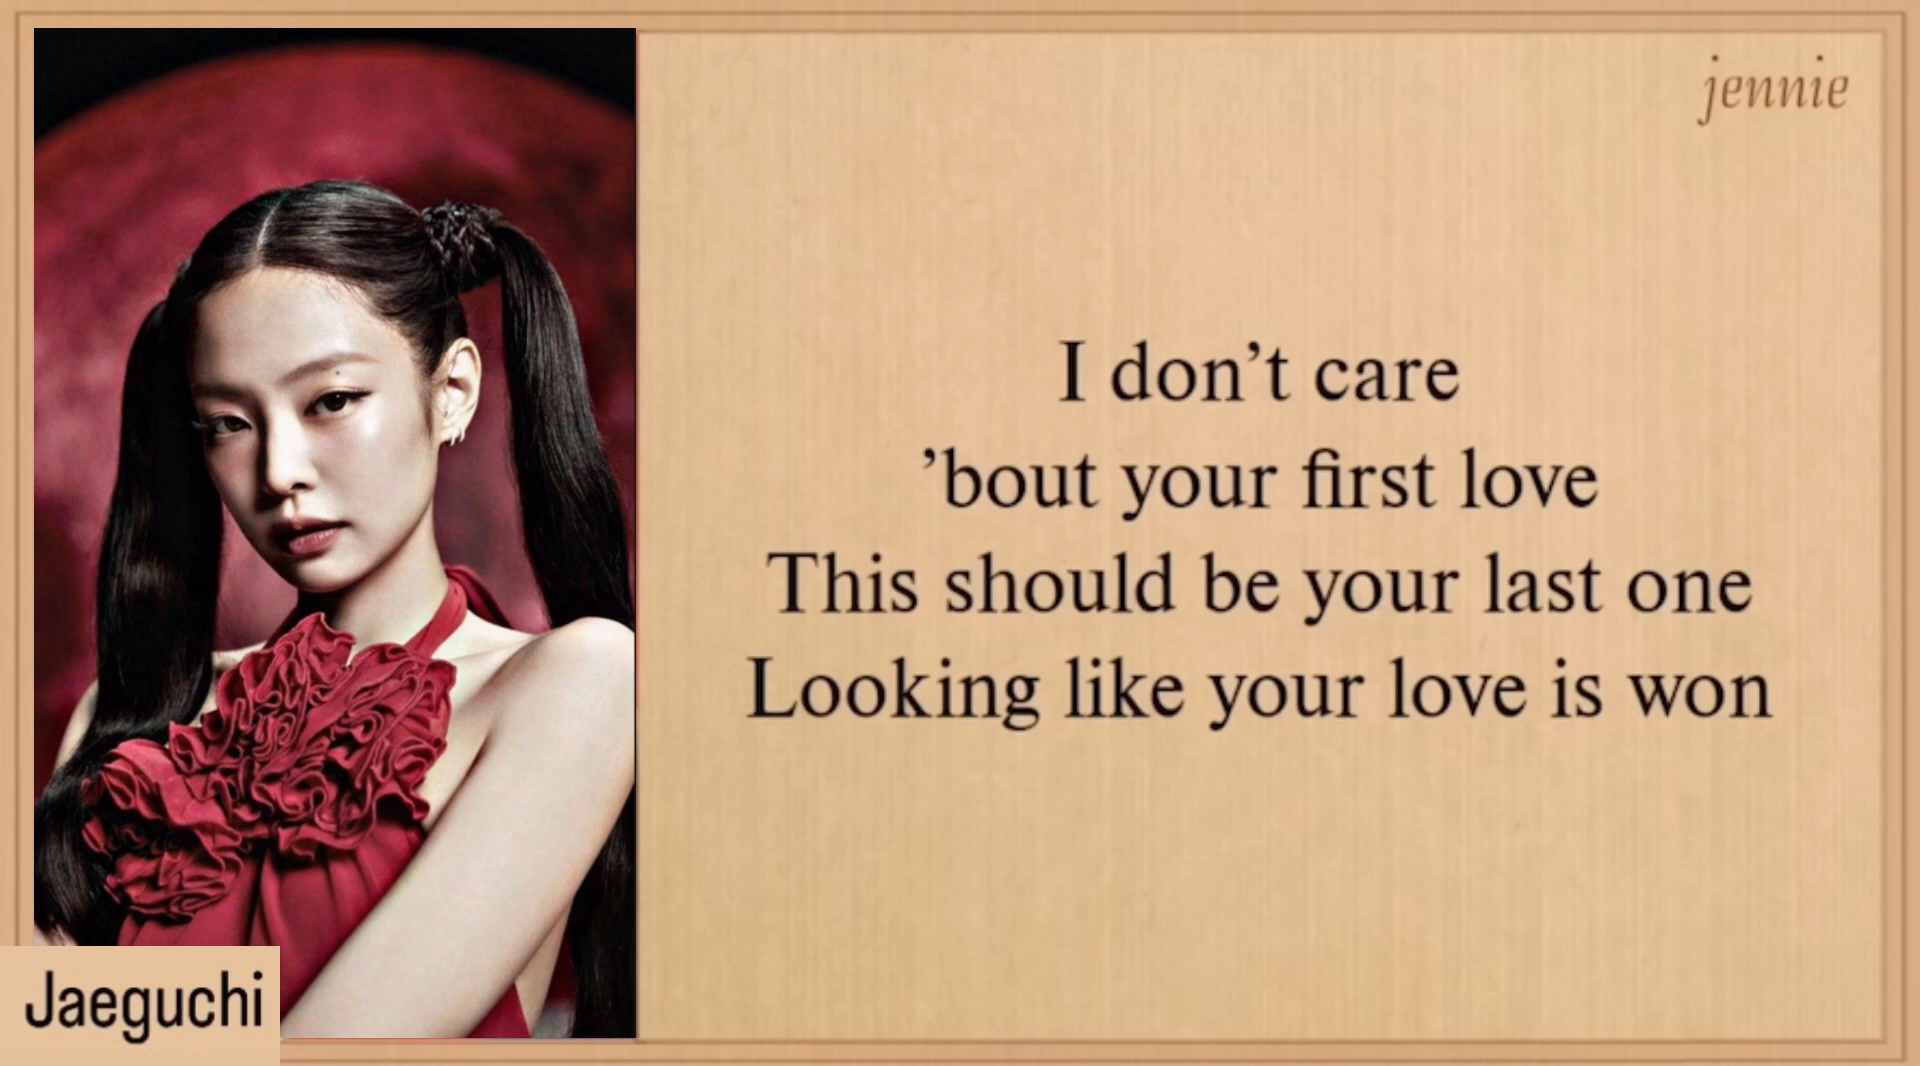 jennie
I don’t care
’bout your first love
This should be your last one
Looking like your love is won
Jaeguchi